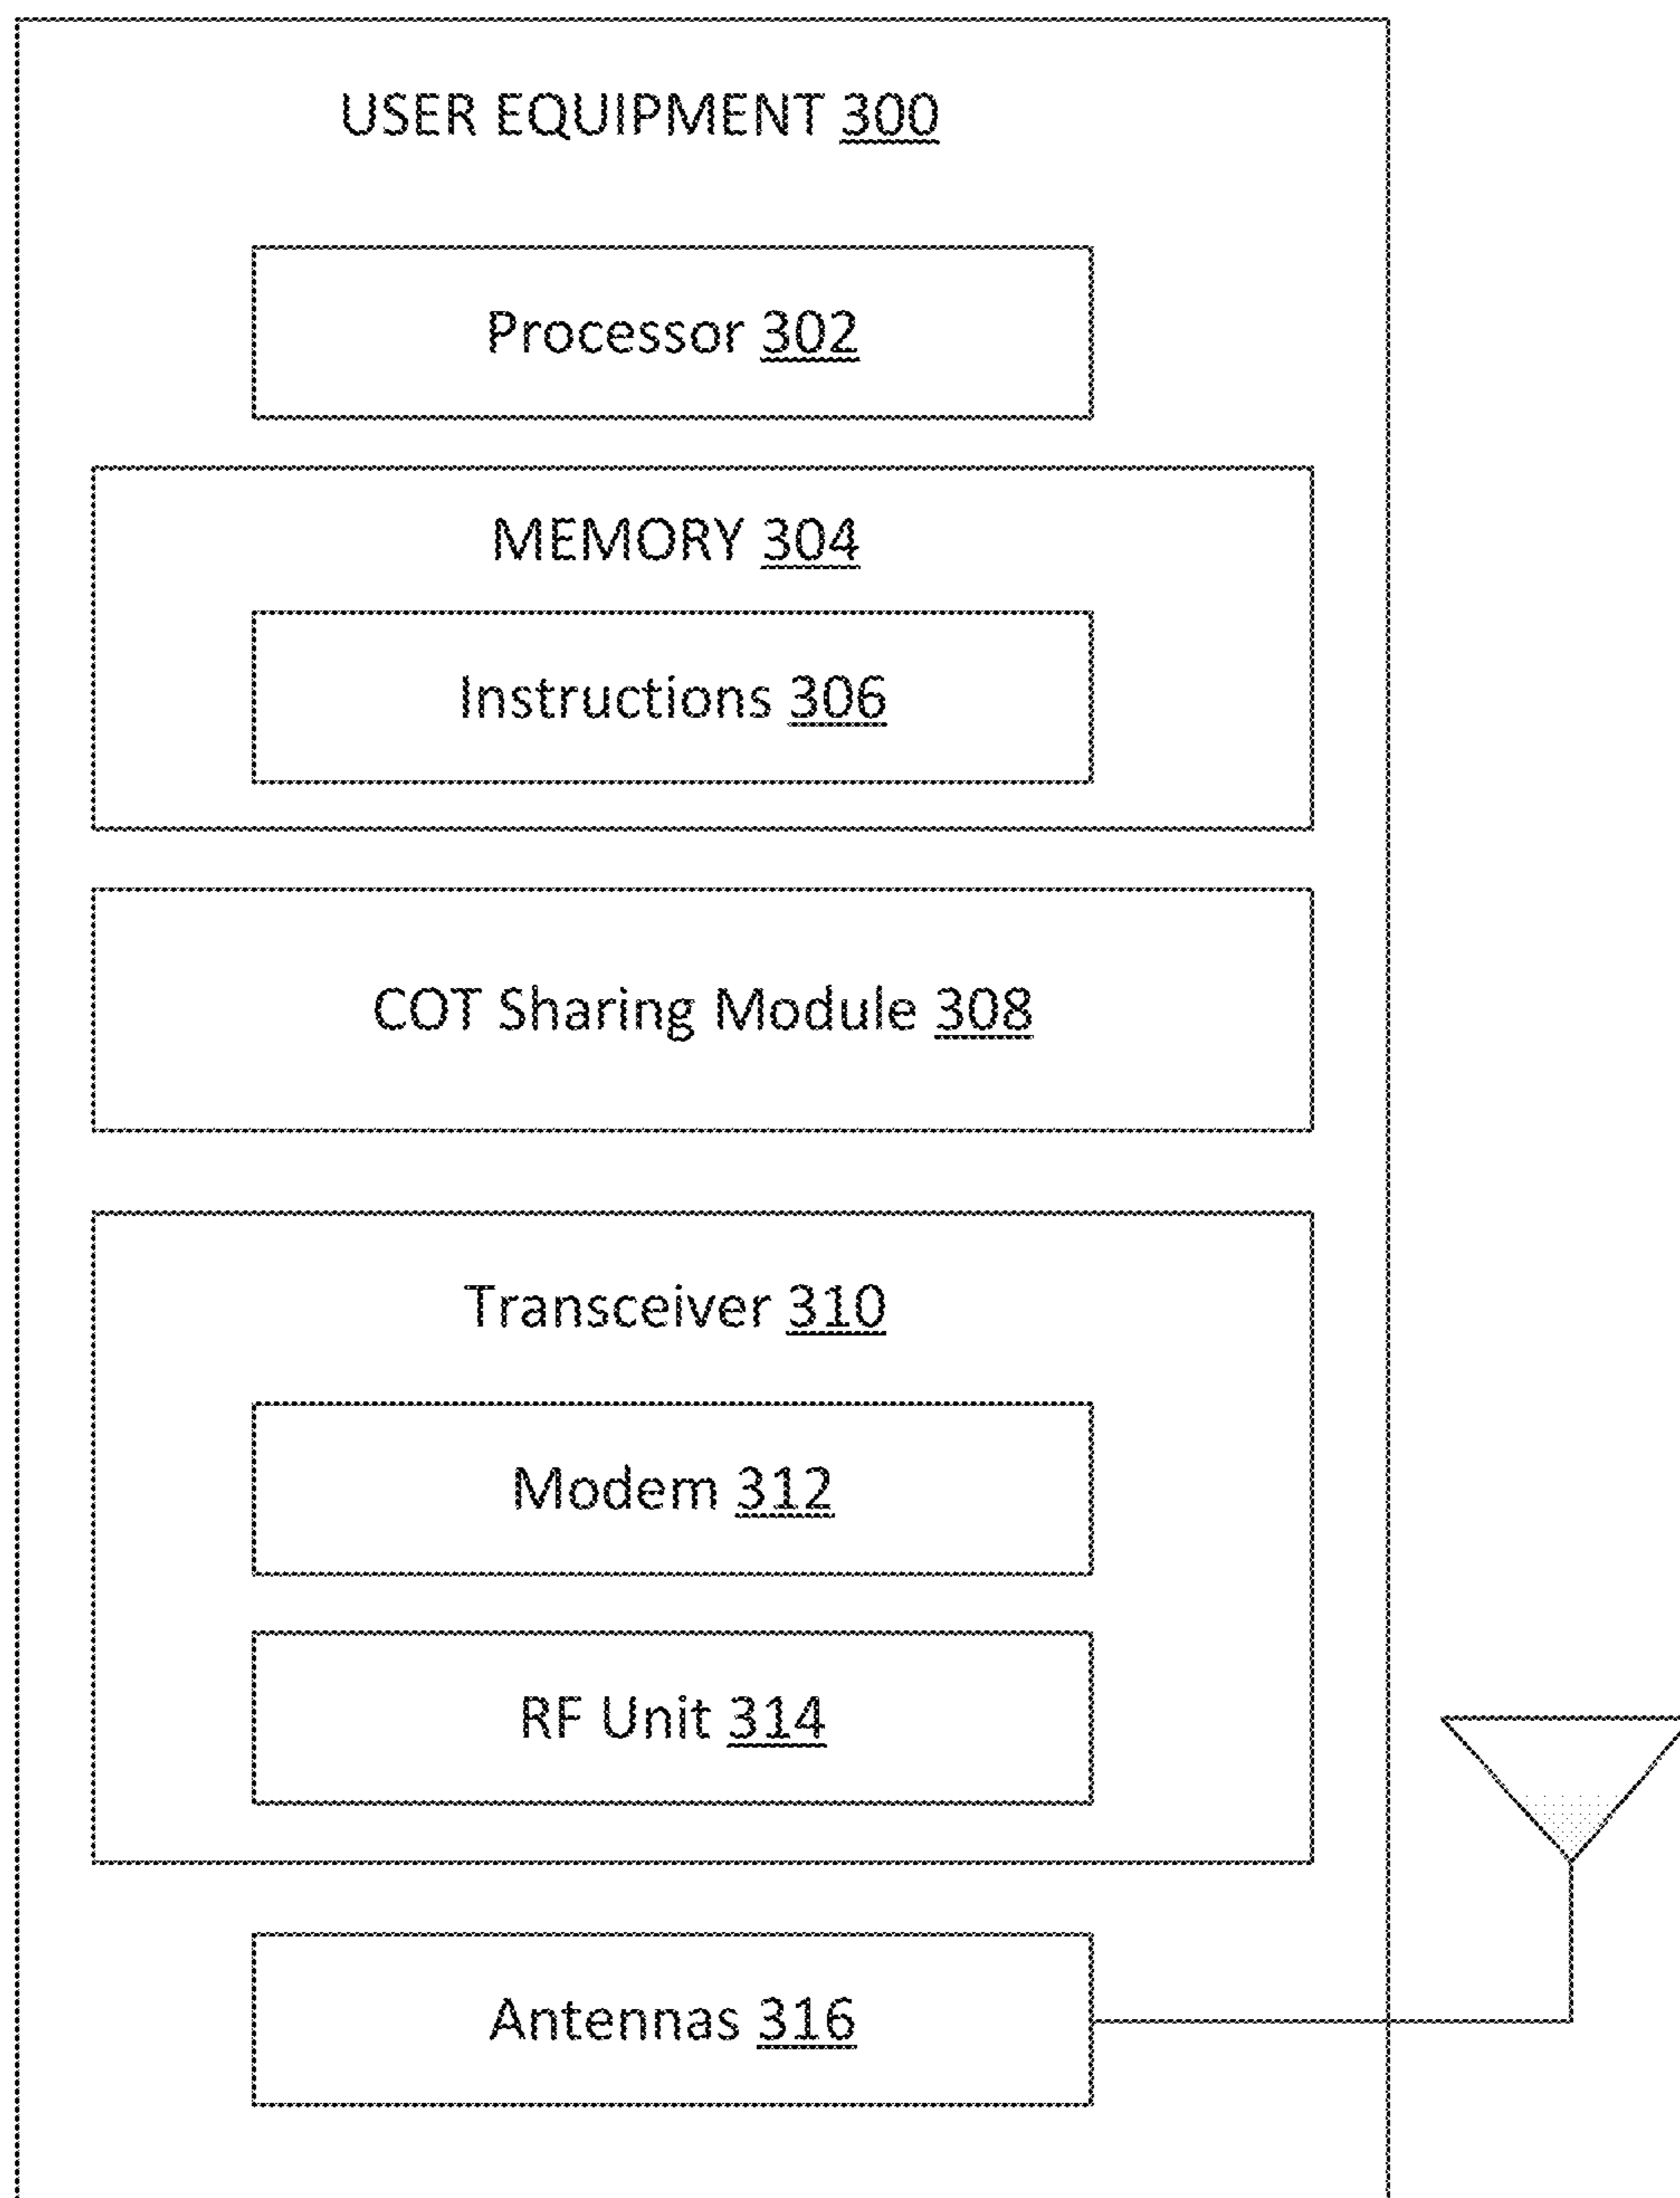 USER EQUIPMENT 300
Processor 302
MEMORY 304
Instructions 306
COT Sharing Module 308
Transceiver 310
Modem 312
RF Unit 314
Antennas 316